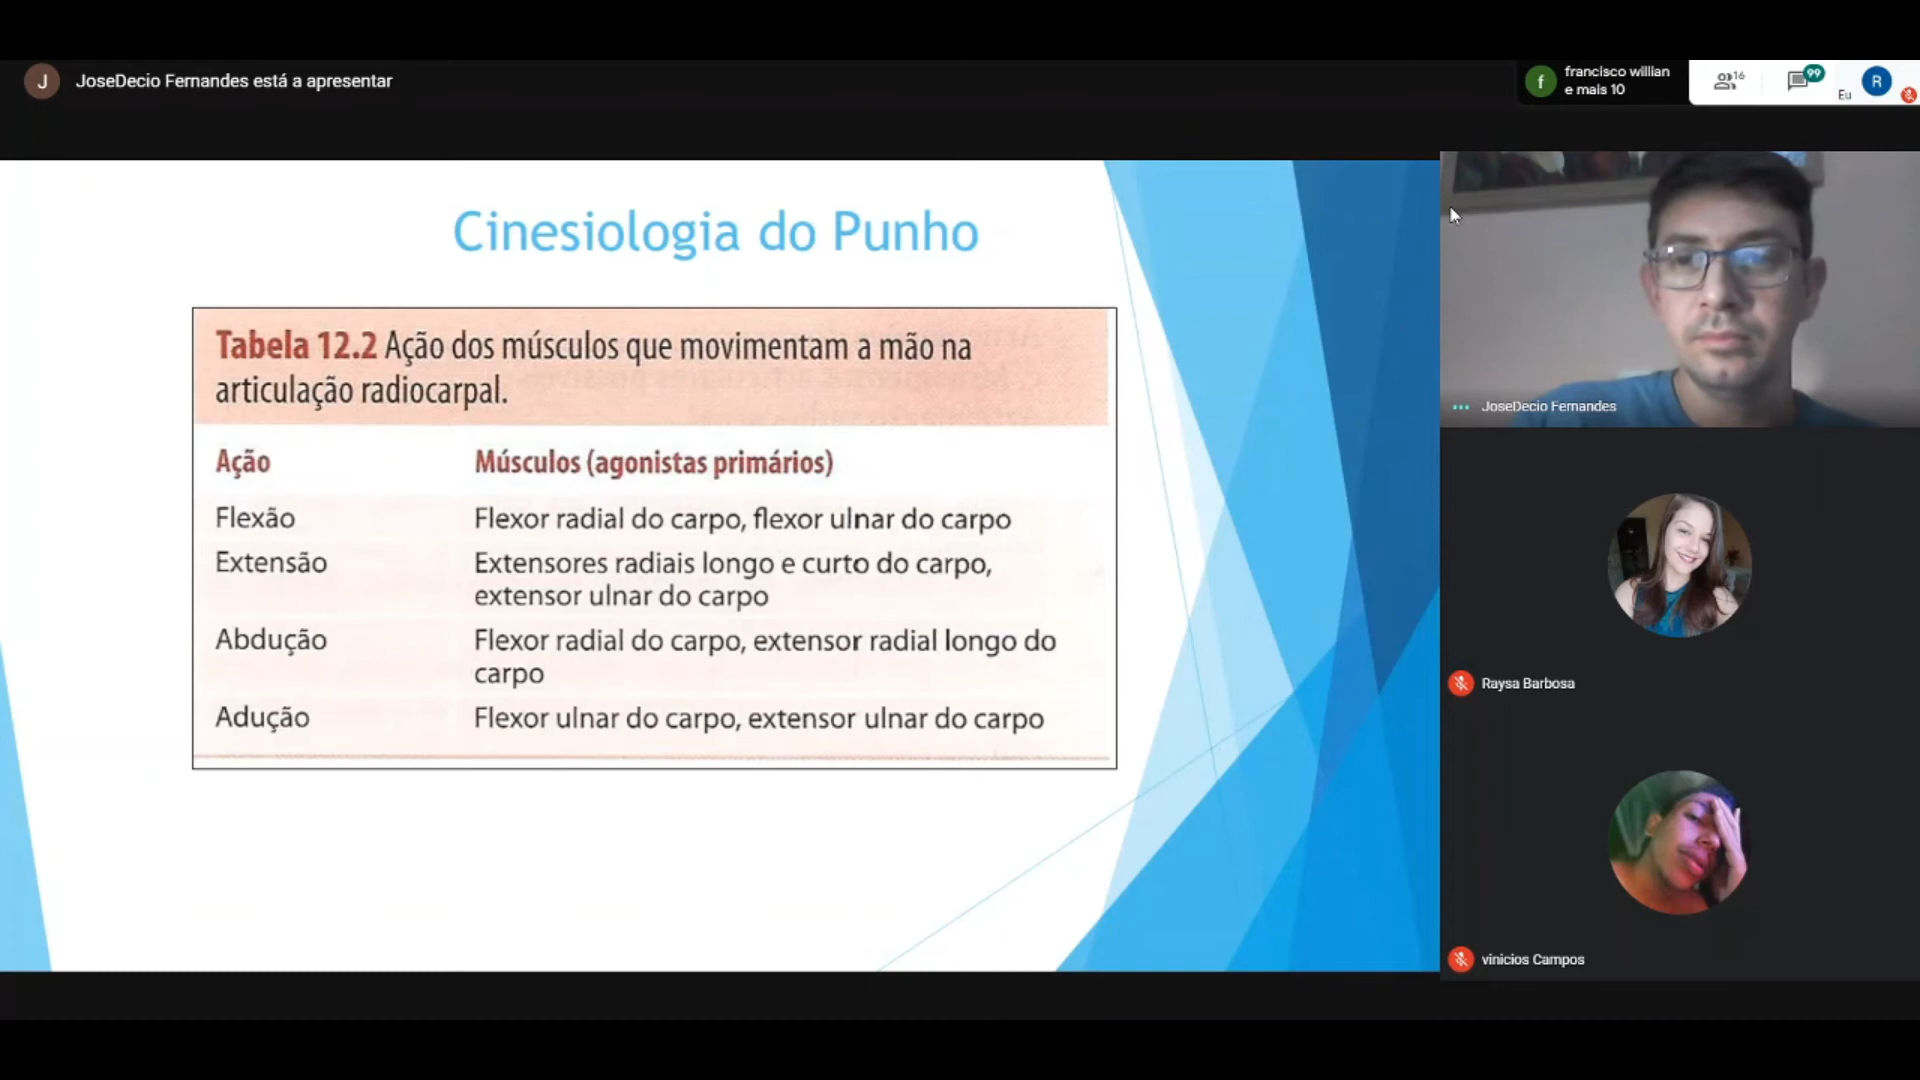 J
JoseDecio Fernandes está a apresentar
f
francisco willian
e mais 10
16
99
Eu
R
Cinesiologia do Punho
Tabela 12.2 Ação dos músculos que movimentam a mão na
articulação radiocarpal.
Ação Músculos (agonistas primários)
Flexão Flexor radial do carpo, flexor ulnar do carpo
Extensão Extensores radiais longo e curto do carpo,
extensor ulnar do carpo
Abdução Flexor radial do carpo, extensor radial longo do
carpo
Adução Flexor ulnar do carpo, extensor ulnar do carpo
JoseDecio Fernandes
Raysa Barbosa
vinicios Campos